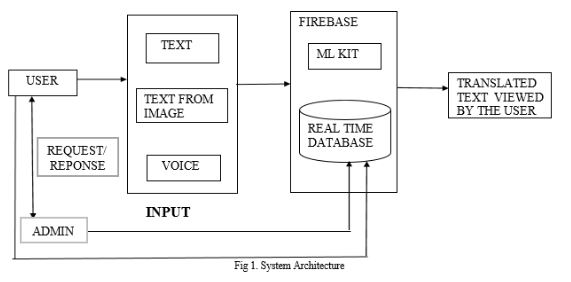 USER
REQUEST/
REPONSE
ADMIN
TEXT
TEXT FROM
IMAGE
VOICE
INPUT
FIREBASE
ML KIT
REAL TIME
DATABASE
TRANSLATED
TEXT VIEWED
BY THE USER
Fig 1. System Architecture